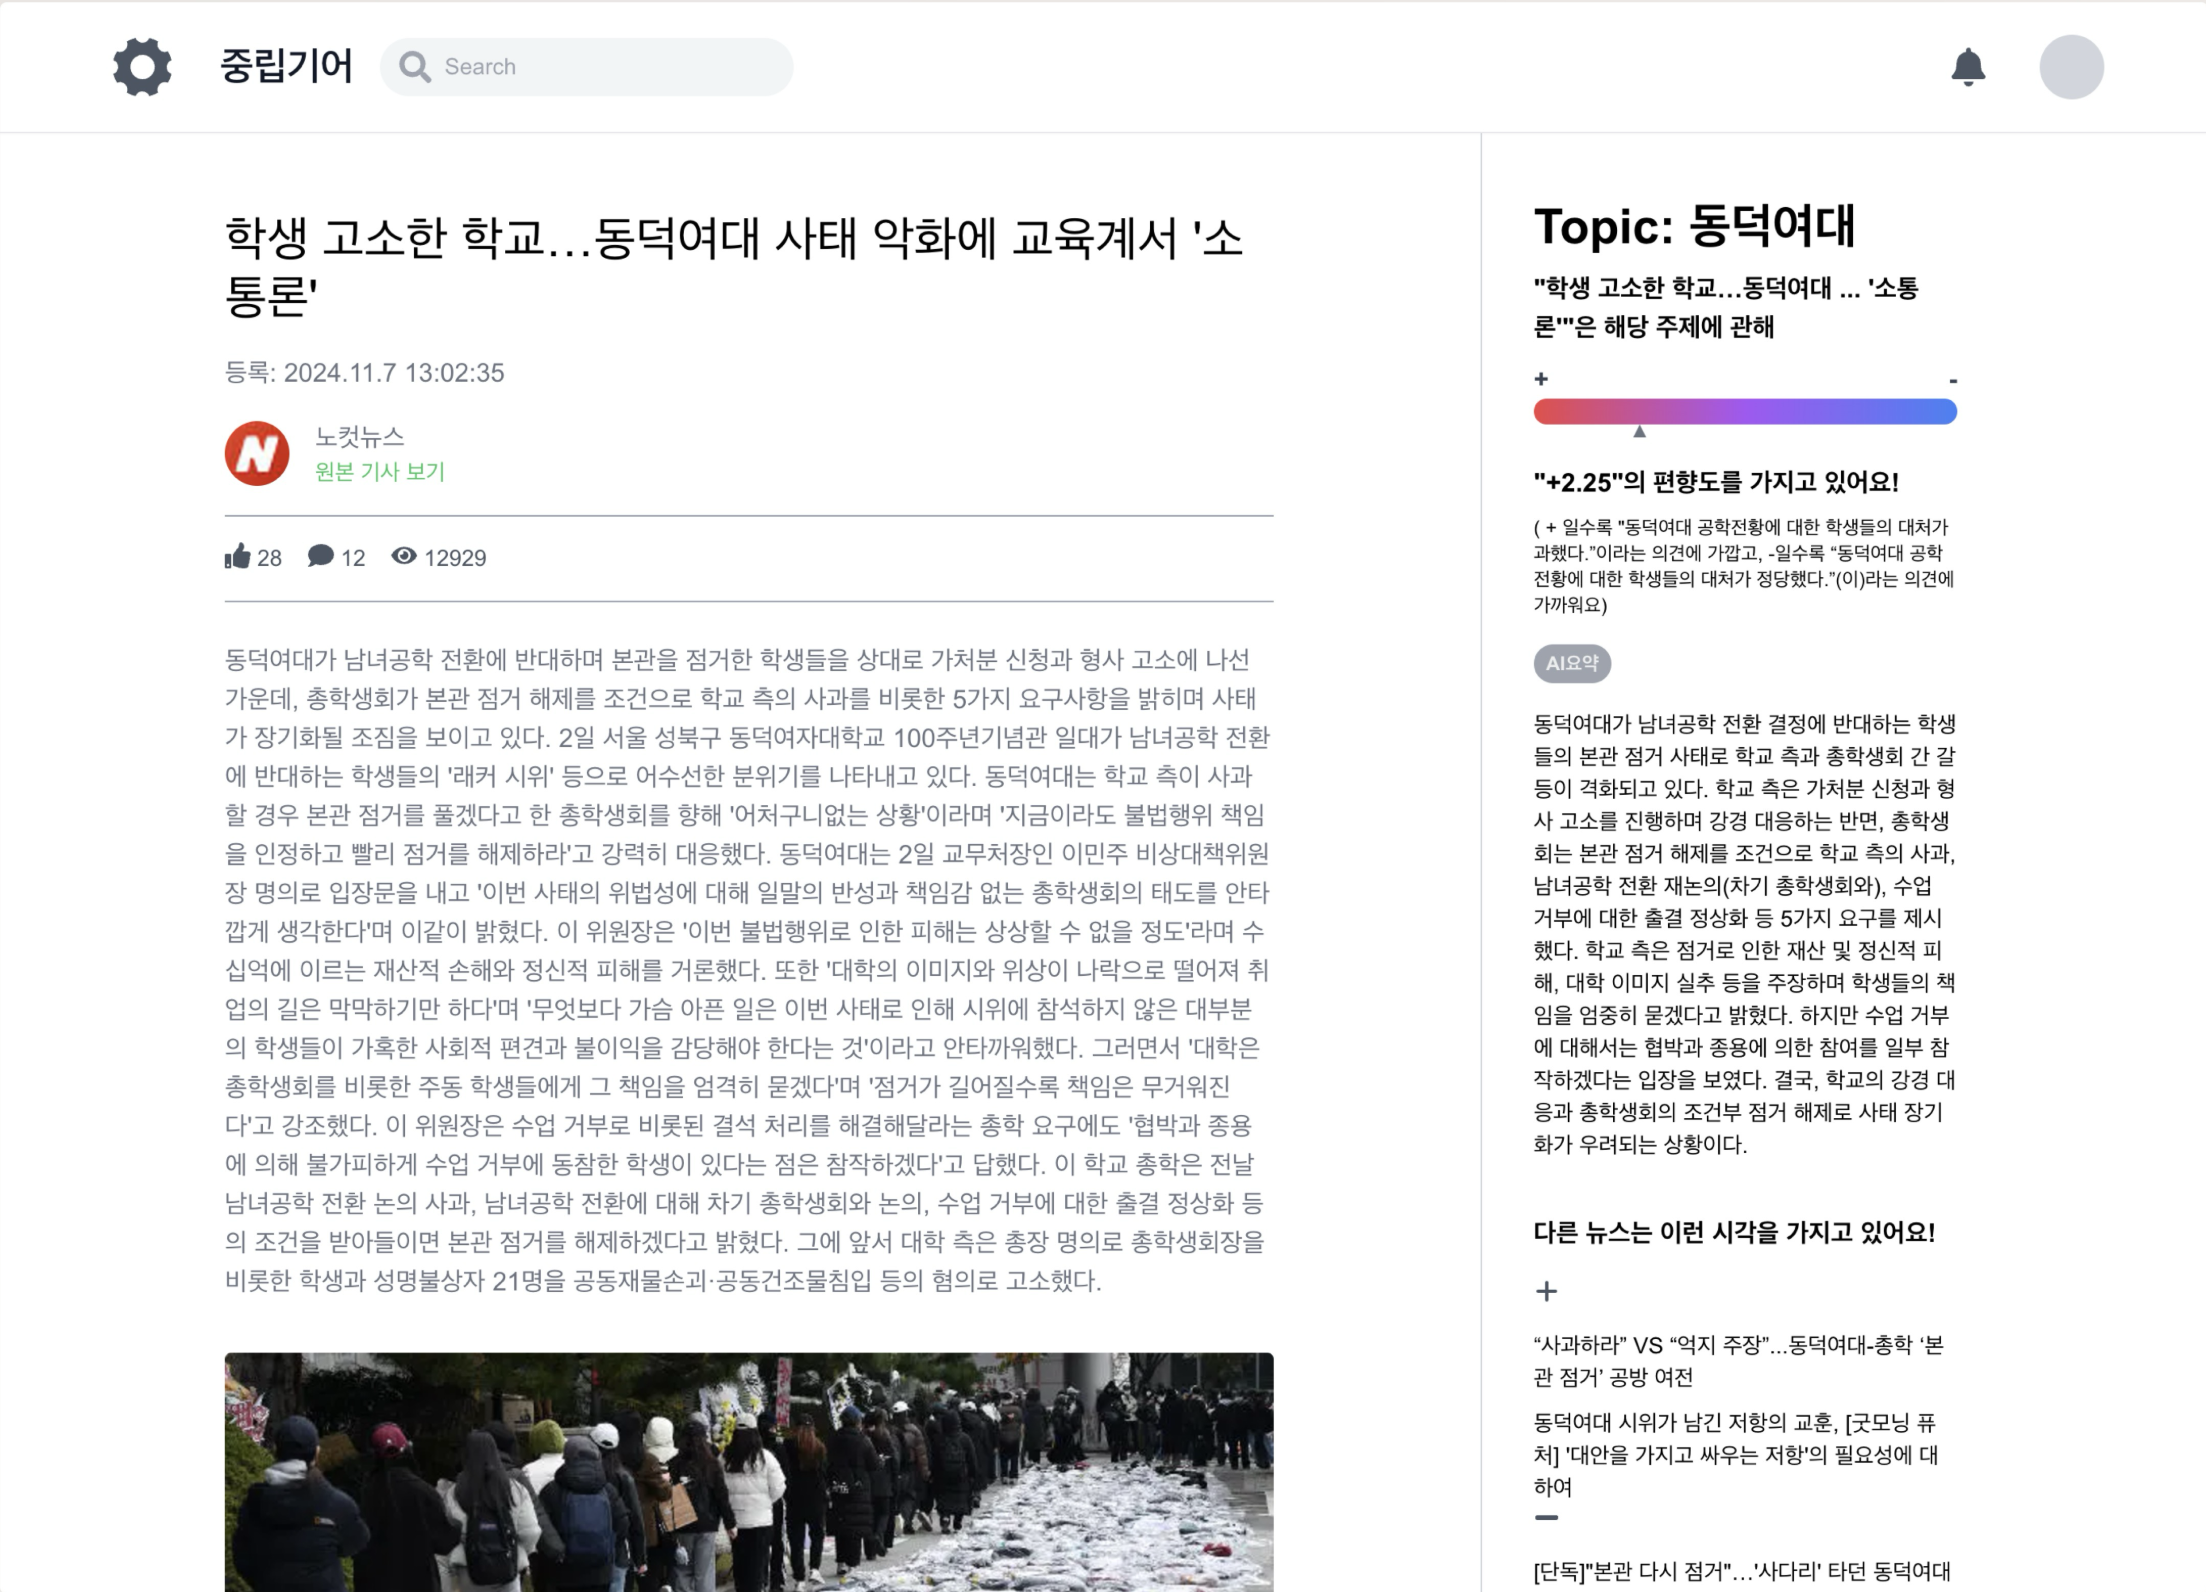 중립기어
Search
학생 고소한 학교…동덕여대 사태 악화에 교육계서 '소
통론'
등록: 2024.11.7 13:02:35
N
노컷뉴스
원본 기사 보기
28 12 12929
동덕여대가 남녀공학 전환에 반대하며 본관을 점거한 학생들을 상대로 가처분 신청과 형사 고소에 나선
가운데, 총학생회가 본관 점거 해제를 조건으로 학교 측의 사과를 비롯한 5가지 요구사항을 밝히며 사태
가 장기화될 조짐을 보이고 있다. 2일 서울 성북구 동덕여자대학교 100주년기념관 일대가 남녀공학 전환
에 반대하는 학생들의 '래커 시위' 등으로 어수선한 분위기를 나타내고 있다. 동덕여대는 학교 측이 사과
할 경우 본관 점거를 풀겠다고 한 총학생회를 향해 '어처구니없는 상황'이라며 '지금이라도 불법행위 책임
을 인정하고 빨리 점거를 해제하라'고 강력히 대응했다. 동덕여대는 2일 교무처장인 이민주 비상대책위원
장 명의로 입장문을 내고 '이번 사태의 위법성에 대해 일말의 반성과 책임감 없는 총학생회의 태도를 안타
깝게 생각한다'며 이같이 밝혔다. 이 위원장은 '이번 불법행위로 인한 피해는 상상할 수 없을 정도'라며 수
십억에 이르는 재산적 손해와 정신적 피해를 거론했다. 또한 '대학의 이미지와 위상이 나락으로 떨어져 취
업의 길은 막막하기만 하다'며 '무엇보다 가슴 아픈 일은 이번 사태로 인해 시위에 참석하지 않은 대부분
의 학생들이 가혹한 사회적 편견과 불이익을 감당해야 한다는 것'이라고 안타까워했다. 그러면서 '대학은
총학생회를 비롯한 주동 학생들에게 그 책임을 엄격히 묻겠다'며 '점거가 길어질수록 책임은 무거워진
다'고 강조했다. 이 위원장은 수업 거부로 비롯된 결석 처리를 해결해달라는 총학 요구에도 '협박과 종용
에 의해 불가피하게 수업 거부에 동참한 학생이 있다는 점은 참작하겠다'고 답했다. 이 학교 총학은 전날
남녀공학 전환 논의 사과, 남녀공학 전환에 대해 차기 총학생회와 논의, 수업 거부에 대한 출결 정상화 등
의 조건을 받아들이면 본관 점거를 해제하겠다고 밝혔다. 그에 앞서 대학 측은 총장 명의로 총학생회장을
비롯한 학생과 성명불상자 21명을 공동재물손괴·공동건조물침입 등의 혐의로 고소했다.
Topic: 동덕여대
"학생 고소한 학교…동덕여대 ... '소통
론'"은 해당 주제에 관해
+ -
"+2.25"의 편향도를 가지고 있어요!
( + 일수록 "동덕여대 공학전황에 대한 학생들의 대처가
과했다.”이라는 의견에 가깝고, -일수록 “동덕여대 공학
전황에 대한 학생들의 대처가 정당했다.”(이)라는 의견에
가까워요)
AI요약
동덕여대가 남녀공학 전환 결정에 반대하는 학생
들의 본관 점거 사태로 학교 측과 총학생회 간 갈
등이 격화되고 있다. 학교 측은 가처분 신청과 형
사 고소를 진행하며 강경 대응하는 반면, 총학생
회는 본관 점거 해제를 조건으로 학교 측의 사과,
남녀공학 전환 재논의(차기 총학생회와), 수업
거부에 대한 출결 정상화 등 5가지 요구를 제시
했다. 학교 측은 점거로 인한 재산 및 정신적 피
해, 대학 이미지 실추 등을 주장하며 학생들의 책
임을 엄중히 묻겠다고 밝혔다. 하지만 수업 거부
에 대해서는 협박과 종용에 의한 참여를 일부 참
작하겠다는 입장을 보였다. 결국, 학교의 강경 대
응과 총학생회의 조건부 점거 해제로 사태 장기
화가 우려되는 상황이다.
다른 뉴스는 이런 시각을 가지고 있어요!
+
“사과하라” VS “억지 주장”...동덕여대-총학 ‘본
관 점거’ 공방 여전
동덕여대 시위가 남긴 저항의 교훈, [굿모닝 퓨
처] '대안을 가지고 싸우는 저항'의 필요성에 대
하여
-
[단독]"본관 다시 점거"…'사다리' 타던 동덕여대